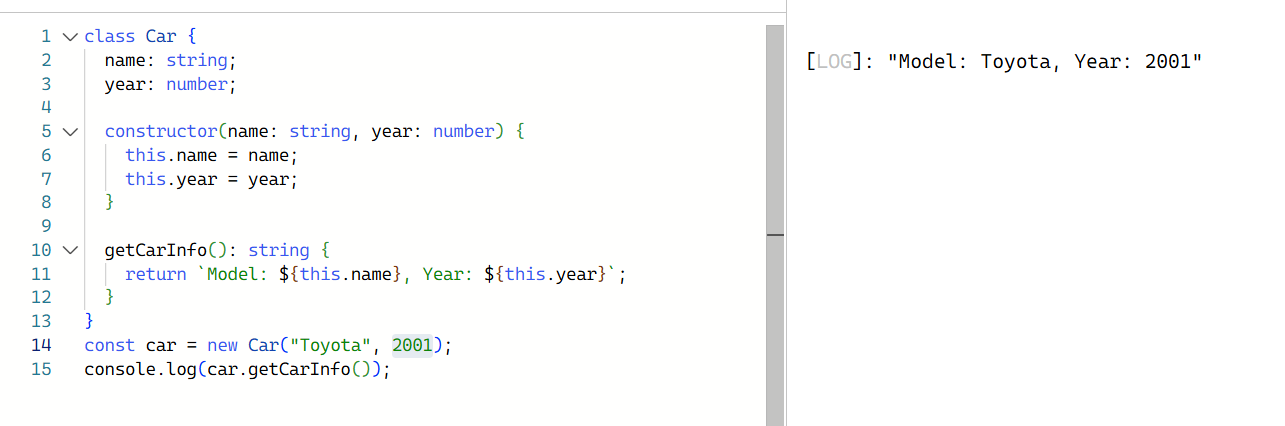 1 class Car {
2 name: string;
3 year: number;
4
5 constructor(name: string, year: number) {
6 this.name = name;
7 this.year = year;
8 }
9
10 getCarInfo(): string {
11 return `Model: ${this.name}, Year: ${this.year}`;
12 }
13 }
14 const car = new Car("Toyota", 2001);
15 console.log(car.getCarInfo());
[LOG]: "Model: Toyota, Year: 2001"